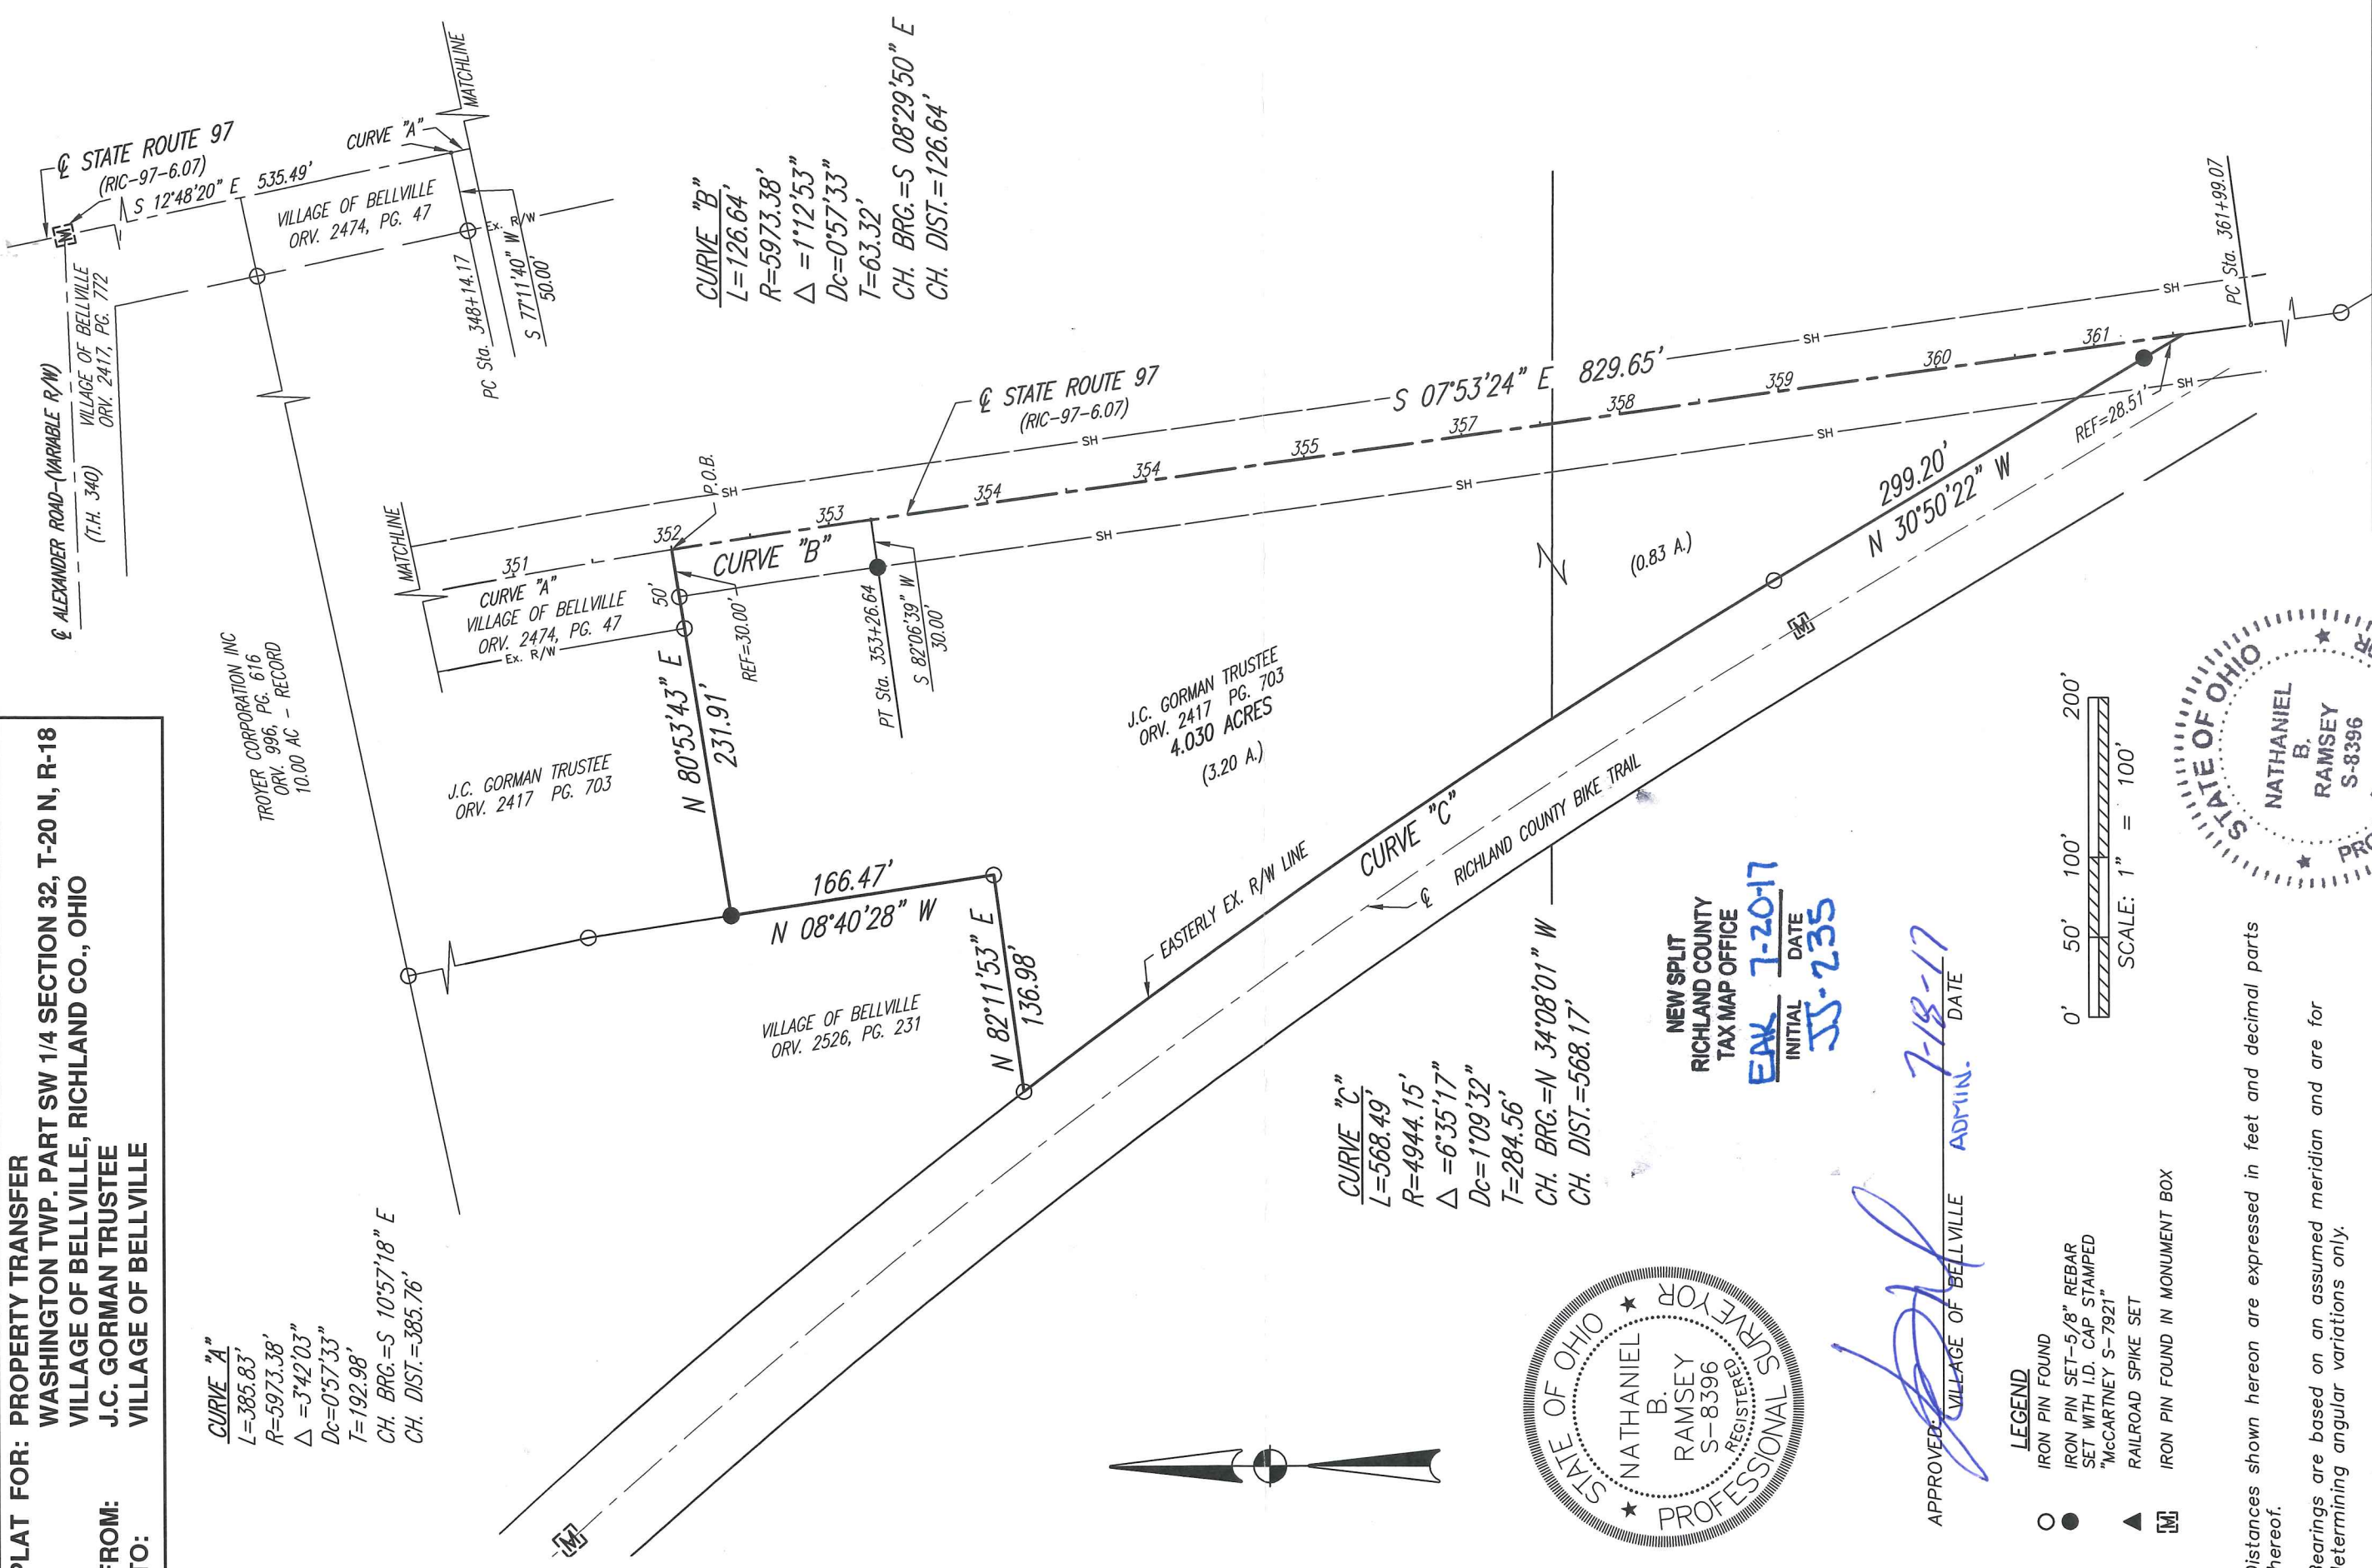 PLAT FOR: PROPERTY TRANSFER
WASHINGTON TWP. PART SW 1/4 SECTION 32, T-20 N, R-18
VILLAGE OF BELLVILLE, RICHLAND CO., OHIO
FROM: J.C. GORMAN TRUSTEE
TO: VILLAGE OF BELLVILLE
℄ ALEXANDER ROAD-(VARIABLE R/W)
(T.H. 340)
VILLAGE OF BELLVILLE
ORV. 2417, PG. 772
℄ STATE ROUTE 97
(RIC-97-6.07)
S 12°48'20" E 535.49'
CURVE "A"
MATCHLINE
VILLAGE OF BELLVILLE
ORV. 2474, PG. 47
Ex. R/W
PC Sta. 348+14.17
S 77°11'40" W
50.00'
TROYER CORPORATION INC
ORV. 996, PG. 616
10.00 AC - RECORD
MATCHLINE
351
CURVE "A"
VILLAGE OF BELLVILLE
ORV. 2474, PG. 47
Ex. R/W
352
P.O.B.
SH
50'
353
CURVE "B"
REF=30.00'
PT Sta. 353+26.64
S 82°06'39" W
30.00'
℄ STATE ROUTE 97
(RIC-97-6.07)
354
354
355
357
358
359
360
361
SH
SH
SH
SH
SH
SH
SH
S 07°53'24" E 829.65'
PC Sta. 361+99.07
REF=28.51'
299.20'
N 30°50'22" W
(0.83 A.)
J.C. GORMAN TRUSTEE
ORV. 2417 PG. 703
N 80°53'43" E
231.91'
166.47'
N 08°40'28" W
N 82°11'53" E
136.98'
VILLAGE OF BELLVILLE
ORV. 2526, PG. 231
J.C. GORMAN TRUSTEE
ORV. 2417 PG. 703
4.030 ACRES
(3.20 A.)
EASTERLY EX. R/W LINE
CURVE "C"
℄ RICHLAND COUNTY BIKE TRAIL
M
M
M
CURVE "A"
L=385.83'
R=5973.38'
Δ =3°42'03"
Dc=0°57'33"
T=192.98'
CH. BRG.=S 10°57'18" E
CH. DIST.=385.76'
CURVE "B"
L=126.64'
R=5973.38'
Δ =1°12'53"
Dc=0°57'33"
T=63.32'
CH. BRG.=S 08°29'50" E
CH. DIST.=126.64'
CURVE "C"
L=568.49'
R=4944.15'
Δ =6°35'17"
Dc=1°09'32"
T=284.56'
CH. BRG.=N 34°08'01" W
CH. DIST.=568.17'
NEW SPLIT
RICHLAND COUNTY
TAX MAP OFFICE
EAK 7-20-17
INITIAL DATE
JJ-235
STATE OF OHIO
NATHANIEL
B.
RAMSEY
S-8396
REGISTERED
PROFESSIONAL SURVEYOR
APPROVED: 7-18-17
VILLAGE OF BELLVILLE ADMIN. DATE
LEGEND
IRON PIN FOUND
IRON PIN SET-5/8" REBAR
SET WITH I.D. CAP STAMPED
"McCARTNEY S-7921"
RAILROAD SPIKE SET
M IRON PIN FOUND IN MONUMENT BOX
0' 50' 100' 200'
SCALE: 1" = 100'
STATE OF OHIO
NATHANIEL
B.
RAMSEY
S-8396
PRO
istances shown hereon are expressed in feet and decimal parts
hereof.
Bearings are based on an assumed meridian and are for
determining angular variations only.